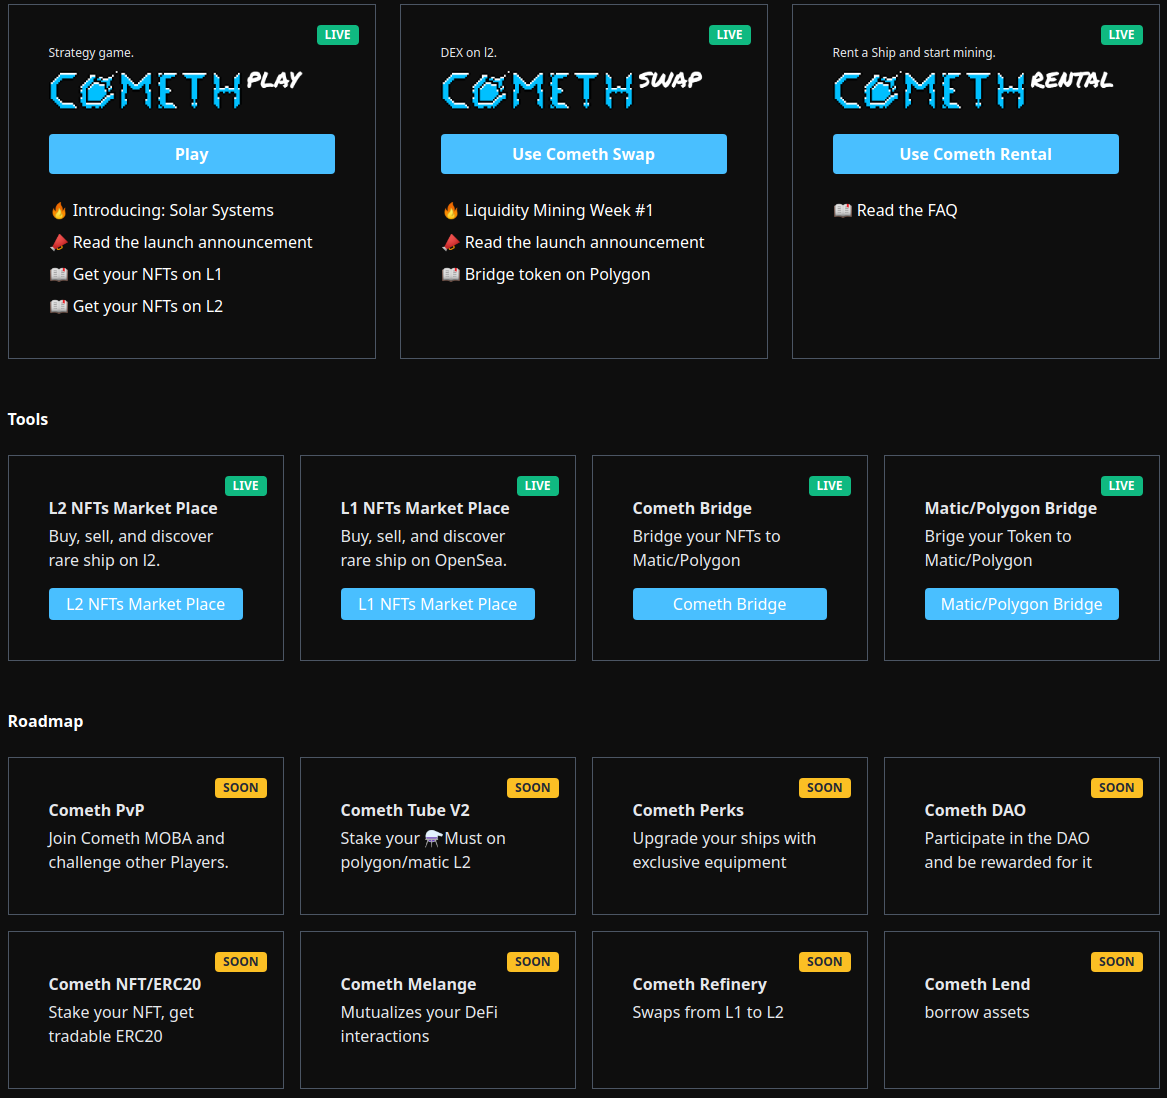 LIVE
Strategy game.
COMETH PLAY
Play
🔥 Introducing: Solar Systems
📣 Read the launch announcement
📖 Get your NFTs on L1
📖 Get your NFTs on L2
LIVE
DEX on l2.
COMETH SWAP
Use Cometh Swap
🔥 Liquidity Mining Week #1
📣 Read the launch announcement
📖 Bridge token on Polygon
LIVE
Rent a Ship and start mining.
COMETH RENTAL
Use Cometh Rental
📖 Read the FAQ
Tools
LIVE
L2 NFTs Market Place
Buy, sell, and discover
rare ship on l2.
L2 NFTs Market Place
LIVE
L1 NFTs Market Place
Buy, sell, and discover
rare ship on OpenSea.
L1 NFTs Market Place
LIVE
Cometh Bridge
Bridge your NFTs to
Matic/Polygon
Cometh Bridge
LIVE
Matic/Polygon Bridge
Brige your Token to
Matic/Polygon
Matic/Polygon Bridge
Roadmap
SOON
Cometh PvP
Join Cometh MOBA and
challenge other Players.
SOON
Cometh Tube V2
Stake your ⚗️Must on
polygon/matic L2
SOON
Cometh Perks
Upgrade your ships with
exclusive equipment
SOON
Cometh DAO
Participate in the DAO
and be rewarded for it
SOON
Cometh NFT/ERC20
Stake your NFT, get
tradable ERC20
SOON
Cometh Melange
Mutualizes your DeFi
interactions
SOON
Cometh Refinery
Swaps from L1 to L2
SOON
Cometh Lend
borrow assets